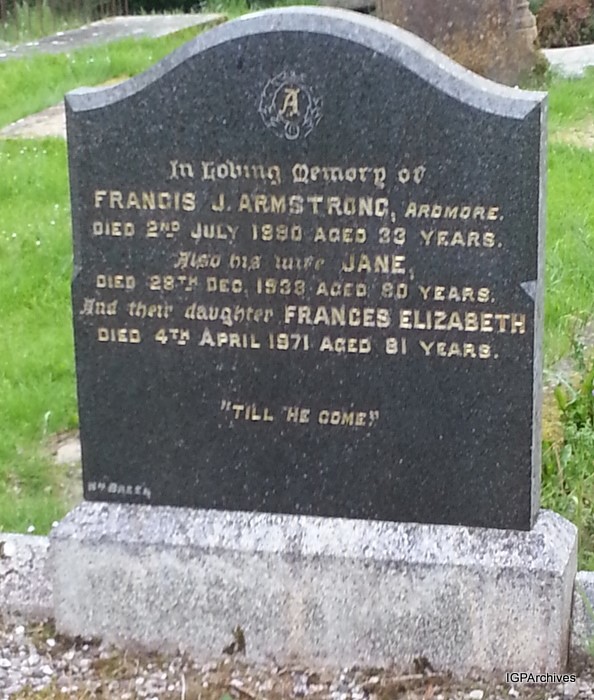 A
In Loving Memory of
FRANCIS J. ARMSTRONG, ARDMORE.
DIED 2ND JULY 1890 AGED 33 YEARS.
Also his wife JANE,
DIED 28TH DEC. 1938 AGED 80 YEARS.
And their daughter FRANCES ELIZABETH
DIED 4TH APRIL 1971 AGED 81 YEARS.
"TILL HE COME"
IGPArchives